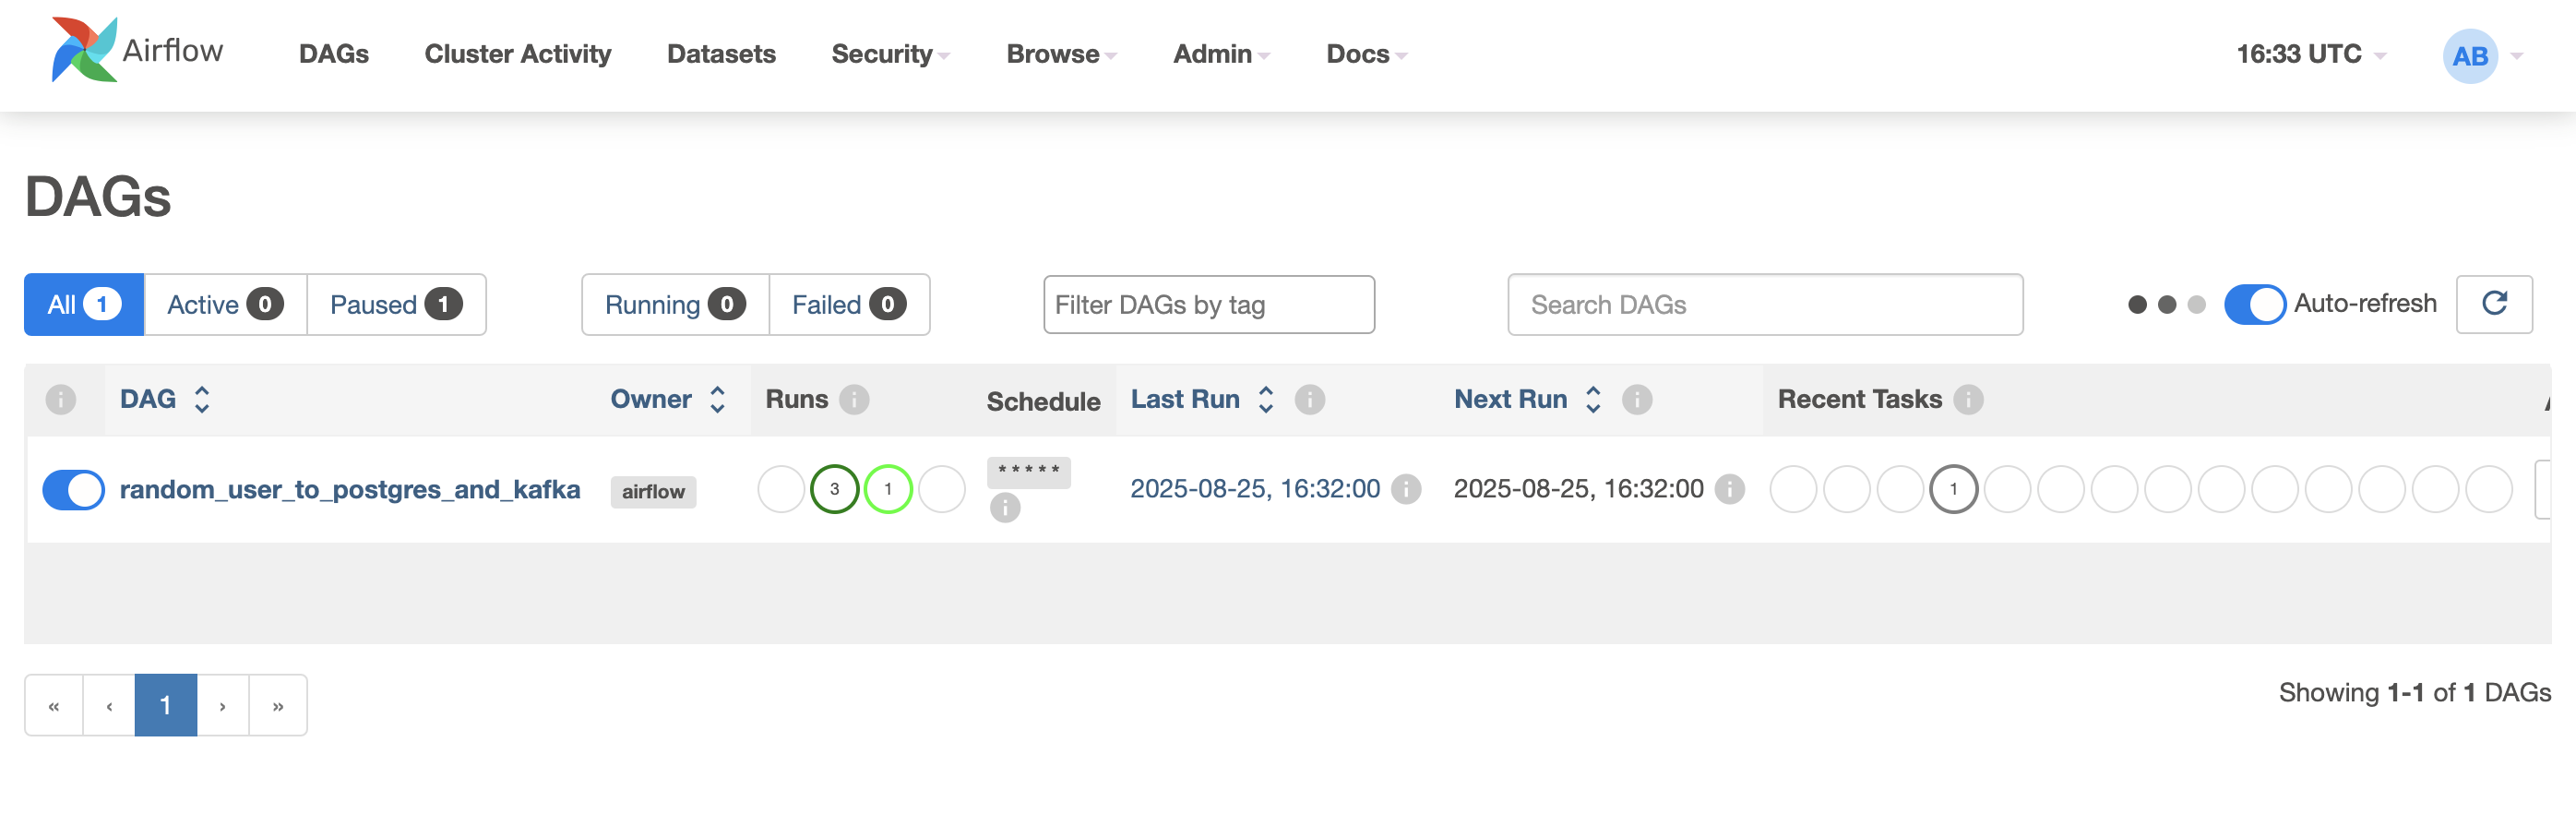 Airflow DAGs Cluster Activity Datasets Security Browse Admin Docs 16:33 UTC AB
DAGs
All 1 Active 0 Paused 1 Running 0 Failed 0 Filter DAGs by tag Search DAGs Auto-refresh
i DAG Owner Runs i Schedule Last Run i Next Run i Recent Tasks i
random_user_to_postgres_and_kafka airflow 3 1 * * * * * i 2025-08-25, 16:32:00 i 2025-08-25, 16:32:00 i 1
« ‹ 1 › » Showing 1-1 of 1 DAGs